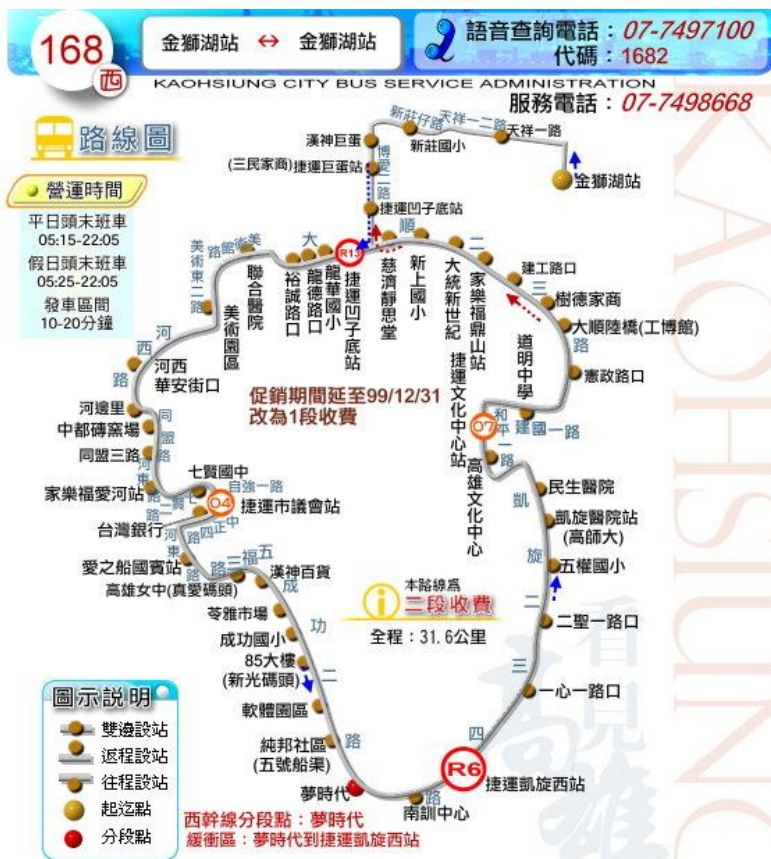 168
西
金獅湖站 ↔ 金獅湖站
語音查詢電話：07-7497100
代碼：1682
KAOHSIUNG CITY BUS SERVICE ADMINISTRATION
服務電話：07-7498668
路線圖
營運時間
平日頭末班車
05:15-22:05
假日頭末班車
05:25-22:05
發車區間
10-20分鐘
漢神巨蛋
(三民家商)捷運巨蛋站
捷運凹子底站
博愛二路
新莊仔路
新莊國小
天祥一二路
天祥一路
金獅湖站
大順二三路
R13
捷運凹子底站
慈濟靜思堂
新上國小
大統新世紀
家樂福鼎山站
建工路口
樹德家商
大順陸橋(工博館)
憲政路口
道明中學
建國一路
捷運文化中心站
O7
和平一路
高雄文化中心
龍華國小
龍德路口
裕誠路口
聯合醫院
美術館路
美術東二路
美術園區
河西路
河西
華安街口
河邊里
中都磚窯場
同盟三路
同盟路
家樂福愛河站
河東路
七賢國中
自強一路
七賢二路
O4
捷運市議會站
台灣銀行
中正四路
河東路
愛之船國賓站
高雄女中(真愛碼頭)
五福三路
漢神百貨
苓雅市場
成功國小
85大樓
(新光碼頭)
軟體園區
純邦社區
(五號船渠)
成功二路
夢時代
南訓中心
R6
捷運凱旋西站
凱旋二三四路
一心一路口
二聖一路口
五權國小
凱旋醫院站
(高師大)
民生醫院
促銷期間延至99/12/31
改為1段收費
本路線為
二段收費
全程：31.6公里
圖示說明
雙邊設站
返程設站
往程設站
起迄點
分段點
西幹線分段點：夢時代
緩衝區：夢時代到捷運凱旋西站
看見
高雄
KAOHSIUNG